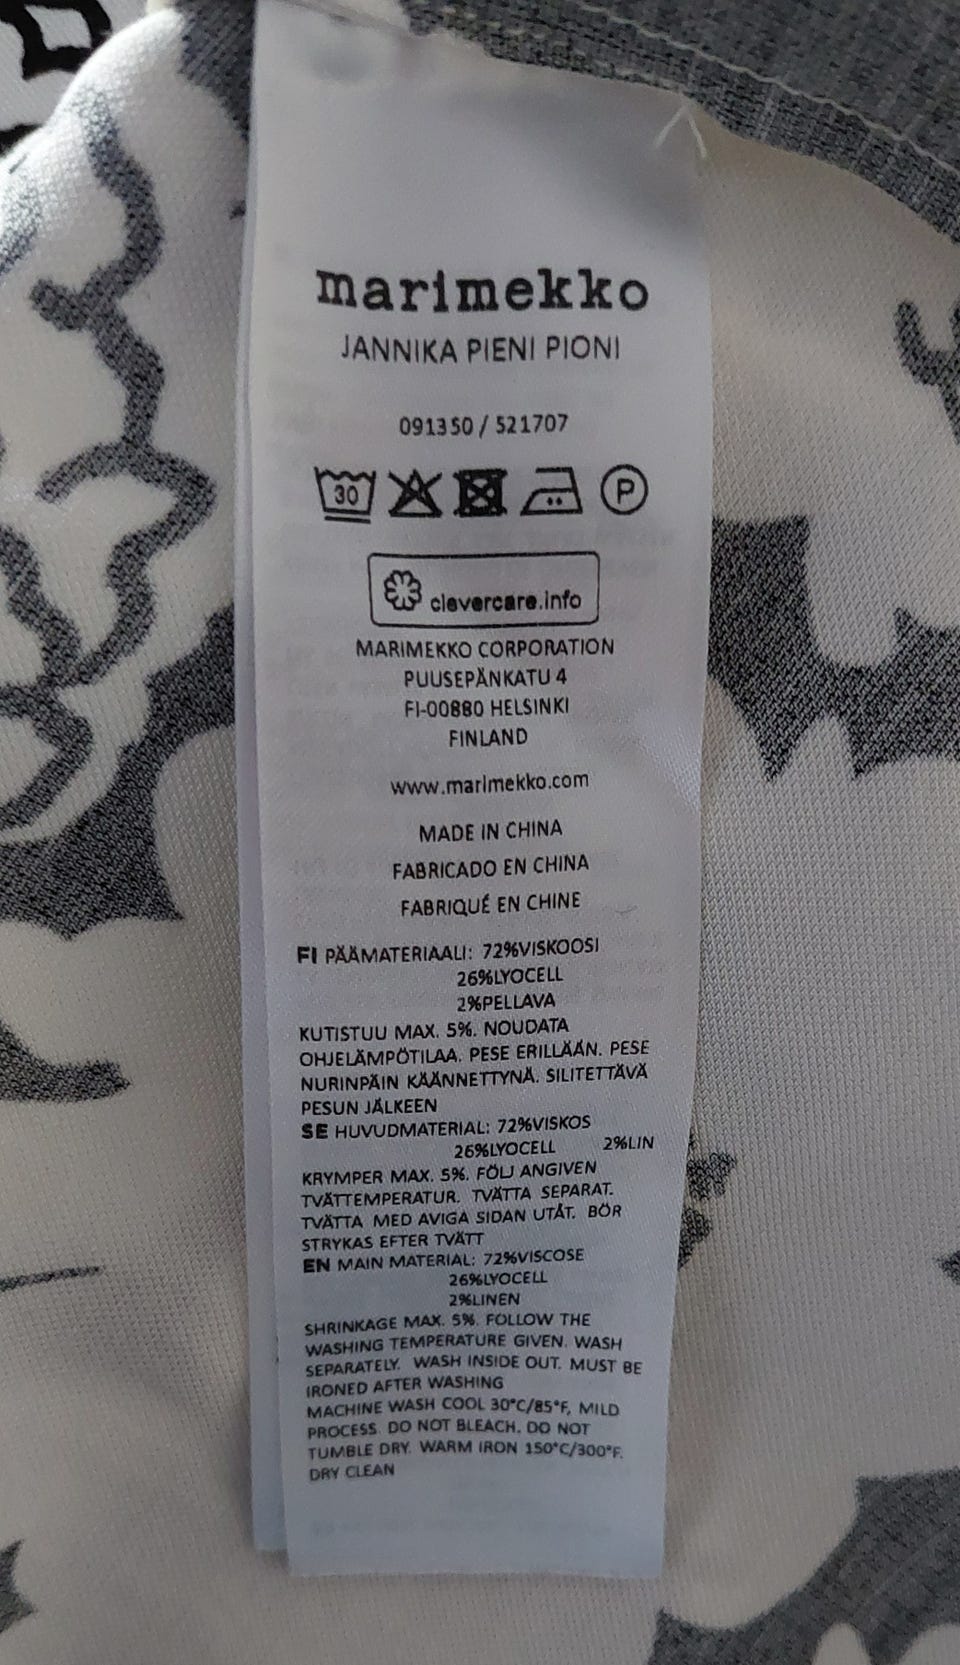 marimekko
JANNIKA PIENI PIONI
091350 / 521707
30 P
clevercare.info
MARIMEKKO CORPORATION
PUUSEPÄNKATU 4
FI-00880 HELSINKI
FINLAND
www.marimekko.com
MADE IN CHINA
FABRICADO EN CHINA
FABRIQUÉ EN CHINE
FI PÄÄMATERIAALI: 72%VISKOOSI
26%LYOCELL
2%PELLAVA
KUTISTUU MAX. 5%. NOUDATA
OHJELÄMPÖTILAA. PESE ERILLÄÄN. PESE
NURINPÄIN KÄÄNNETTYNÄ. SILITETTÄVÄ
PESUN JÄLKEEN
SE HUVUDMATERIAL: 72%VISKOS
26%LYOCELL 2%LIN
KRYMPER MAX. 5%. FÖLJ ANGIVEN
TVÄTTEMPERATUR. TVÄTTA SEPARAT.
TVÄTTA MED AVIGA SIDAN UTÅT. BÖR
STRYKAS EFTER TVÄTT
EN MAIN MATERIAL: 72%VISCOSE
26%LYOCELL
2%LINEN
SHRINKAGE MAX. 5%. FOLLOW THE
WASHING TEMPERATURE GIVEN. WASH
SEPARATELY. WASH INSIDE OUT. MUST BE
IRONED AFTER WASHING
MACHINE WASH COOL 30°C/85°F, MILD
PROCESS. DO NOT BLEACH. DO NOT
TUMBLE DRY. WARM IRON 150°C/300°F.
DRY CLEAN